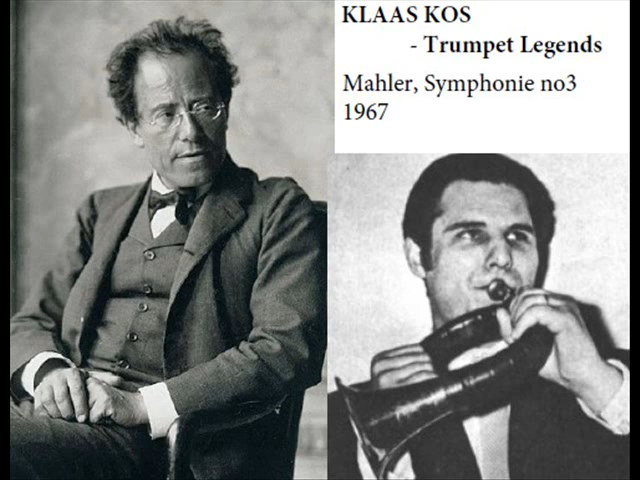 KLAAS KOS
- Trumpet Legends
Mahler, Symphonie no3
1967